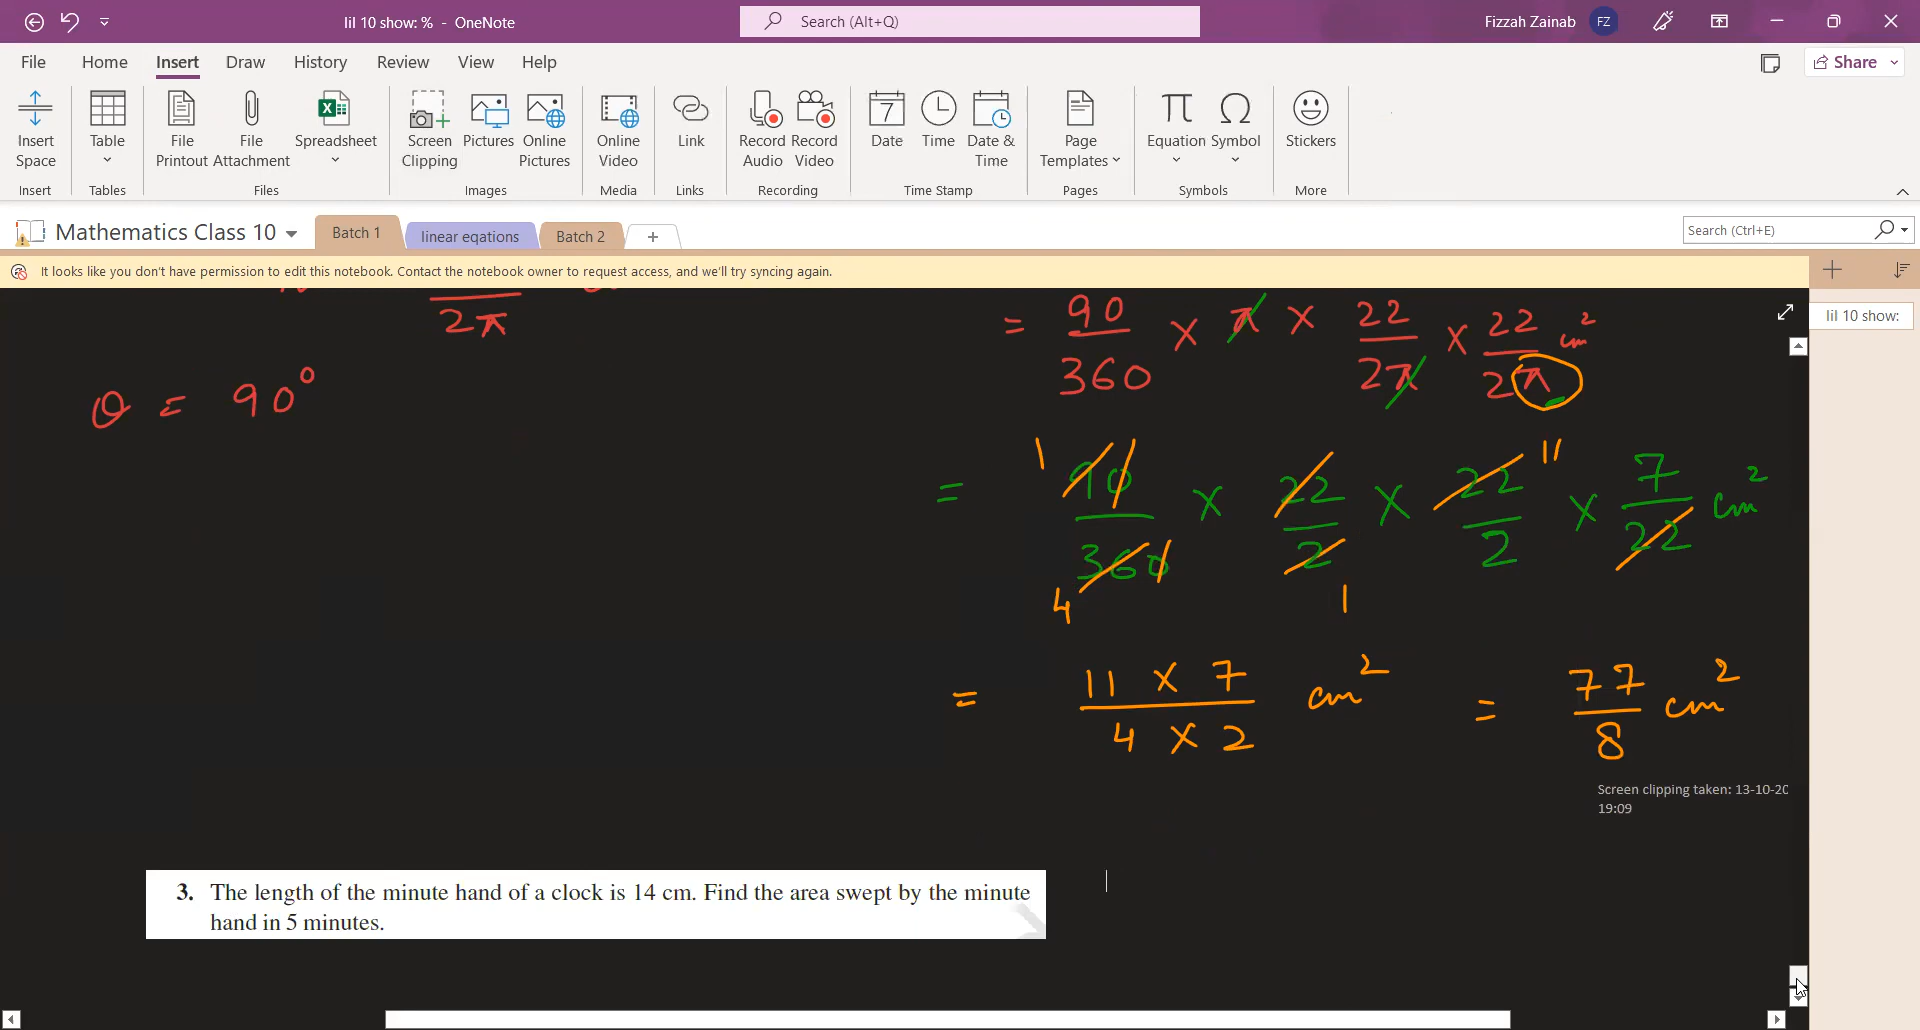 lil 10 show: % - OneNote
Search (Alt+Q)
Fizzah Zainab FZ
File Home Insert Draw History Review View Help
Share
Insert Space
Table
File Printout
File Attachment
Spreadsheet
Screen Clipping
Pictures
Online Pictures
Online Video
Link
Record Audio
Record Video
7
Date
Time
Date & Time
Page Templates
π
Equation
Ω
Symbol
Stickers
Insert Tables Files Images Media Links Recording Time Stamp Pages Symbols More
Mathematics Class 10
Batch 1
linear eqations
Batch 2
+
Search (Ctrl+E)
It looks like you don't have permission to edit this notebook. Contact the notebook owner to request access, and we'll try syncing again.
lil 10 show:
2π
θ = 90°
= 90/360 × π × 22/2π × 22/2π cm²
1 11
= 90/360 × 22/2 × 22/2 × 7/22 cm²
4 1
= 11 × 7 / 4 × 2 cm² = 77/8 cm²
Screen clipping taken: 13-10-20
19:09
3. The length of the minute hand of a clock is 14 cm. Find the area swept by the minute
hand in 5 minutes.